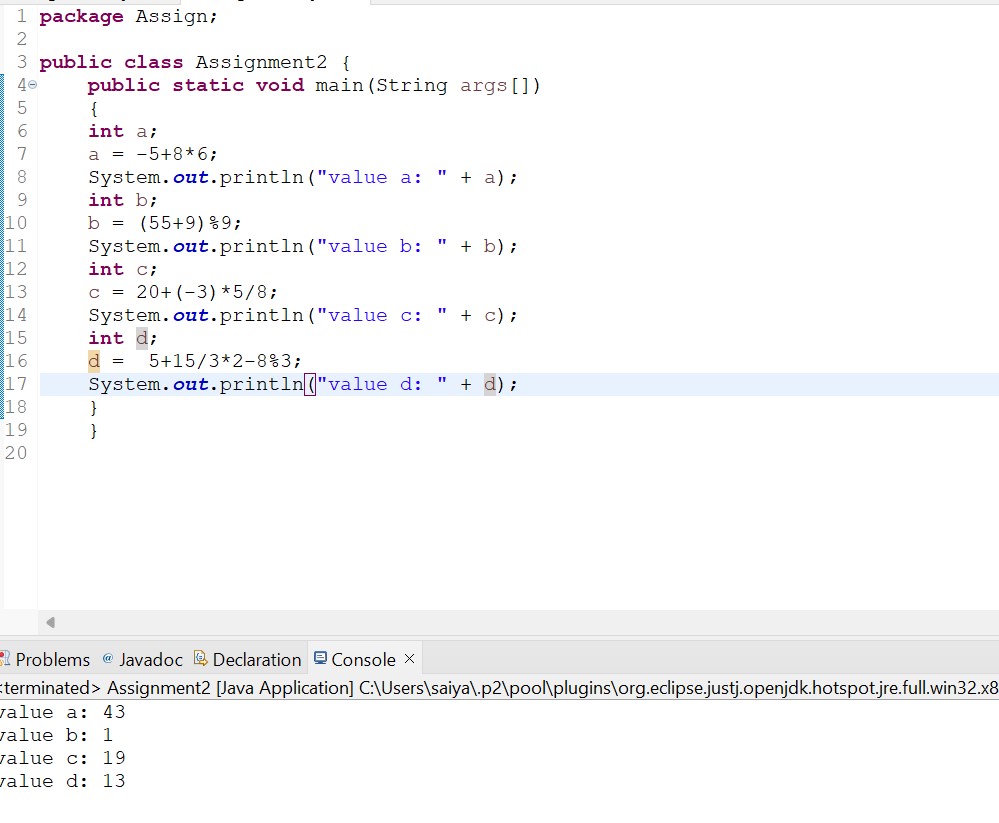 1 package Assign;
2
3 public class Assignment2 {
4 public static void main(String args[])
5 {
6 int a;
7 a = -5+8*6;
8 System.out.println("value a: " + a);
9 int b;
10 b = (55+9)%9;
11 System.out.println("value b: " + b);
12 int c;
13 c = 20+(-3)*5/8;
14 System.out.println("value c: " + c);
15 int d;
16 d =  5+15/3*2-8%3;
17 System.out.println("value d: " + d);
18 }
19 }
20
Problems @ Javadoc Declaration Console ×
<terminated> Assignment2 [Java Application] C:\Users\saiya\.p2\pool\plugins\org.eclipse.justj.openjdk.hotspot.jre.full.win32.x8
value a: 43
value b: 1
value c: 19
value d: 13